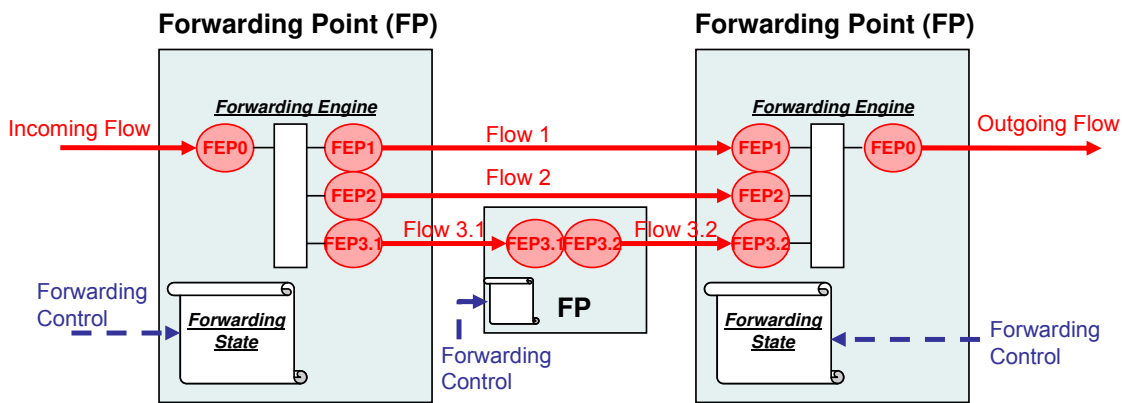 Forwarding Point (FP)
Forwarding Point (FP)
Forwarding Engine
Forwarding Engine
Incoming Flow
FEP0
FEP1
Flow 1
FEP1
FEP0
Outgoing Flow
FEP2
Flow 2
FEP2
FEP3.1
Flow 3.1
FEP3.1
FEP3.2
Flow 3.2
FEP3.2
FP
Forwarding
Control
Forwarding
State
Forwarding
Control
Forwarding
State
Forwarding
Control